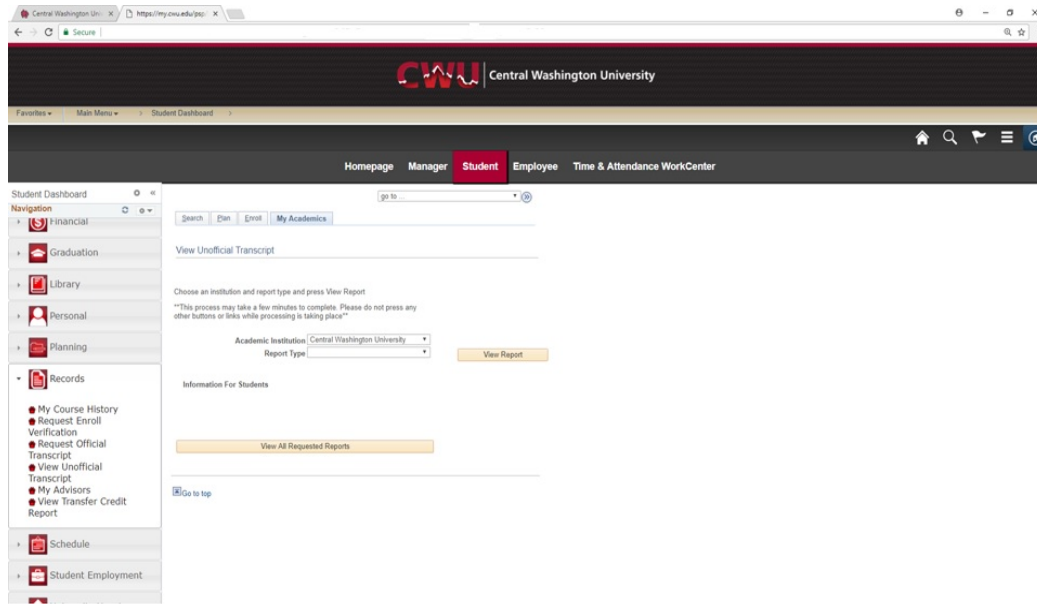 Central Washington Uni
https://my.cwu.edu/psp/
Secure
CWU Central Washington University
Favorites Main Menu > Student Dashboard >
Homepage Manager Student Employee Time & Attendance WorkCenter
Student Dashboard
Navigation
Financial
Graduation
Library
Personal
Planning
Records
My Course History
Request Enroll
Verification
Request Official
Transcript
View Unofficial
Transcript
My Advisors
View Transfer Credit
Report
Schedule
Student Employment
go to ...
Search Plan Enroll My Academics
View Unofficial Transcript
Choose an institution and report type and press View Report
**This process may take a few minutes to complete. Please do not press any
other buttons or links while processing is taking place**
Academic Institution Central Washington University
Report Type
View Report
Information For Students
View All Requested Reports
Go to top